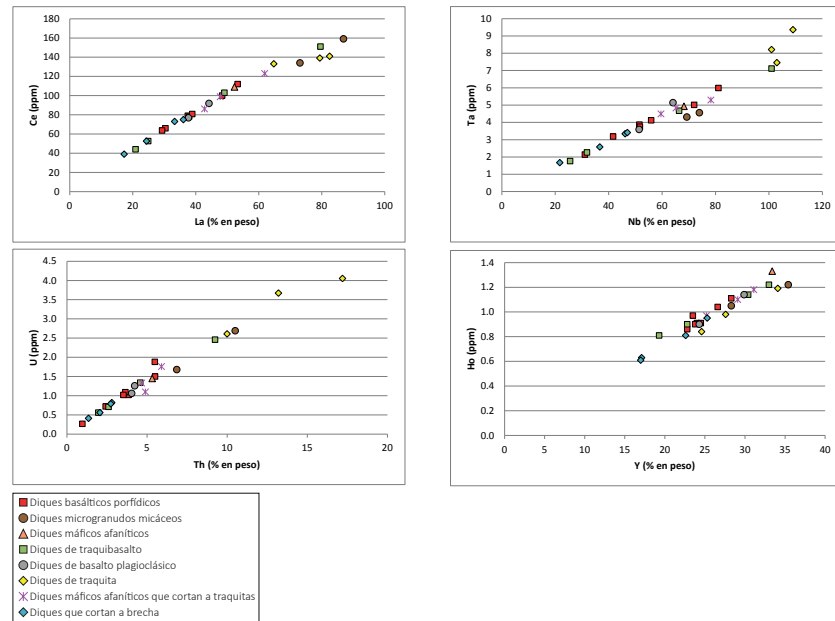 180
160
140
120
100
80
60
40
20
0
Ce (ppm)
0 20 40 60 80 100
La (% en peso)
10
9
8
7
6
5
4
3
2
1
0
Ta (ppm)
0 20 40 60 80 100 120
Nb (% en peso)
4.5
4.0
3.5
3.0
2.5
2.0
1.5
1.0
0.5
0.0
U (ppm)
0 5 10 15 20
Th (% en peso)
1.4
1.2
1.0
0.8
0.6
0.4
0.2
0.0
Ho (ppm)
0 5 10 15 20 25 30 35 40
Y (% en peso)
Diques basálticos porfídicos
Diques microgranudos micáceos
Diques máficos afaníticos
Diques de traquibasalto
Diques de basalto plagioclásico
Diques de traquita
Diques máficos afaníticos que cortan a traquitas
Diques que cortan a brecha